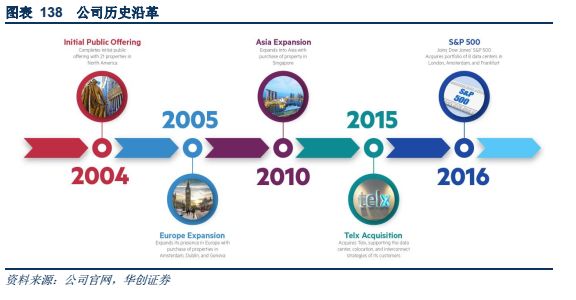 图表 138 公司历史沿革
Initial Public Offering
Completes initial public
offering with 21 properties in
North America
Asia Expansion
Expands into Asia with
purchase of property in
Singapore
S&P 500
Joins Dow Jones' S&P 500
Acquires portfolio of 8 data centers in
London, Amsterdam, and Frankfurt
S&P
500
2005
2015
2004
2010
2016
telx
Europe Expansion
Expands its presence in Europe with
purchase of properties in
Amsterdam, Dublin, and Geneva
Telx Acquisition
Acquires Telx, supporting the data
center, colocation, and interconnect
strategies of its customers
资料来源：公司官网，华创证券